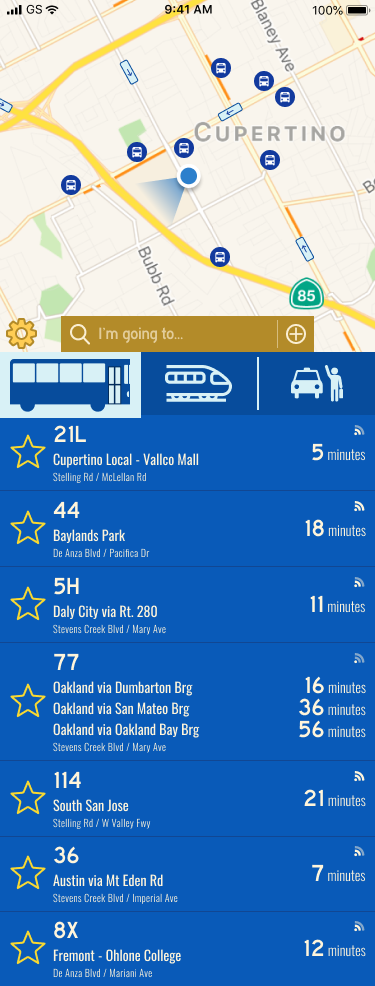 GS
9:41 AM
100%
Blaney Ave
CUPERTINO
Bubb Rd
85
I'm going to...
21L
Cupertino Local - Vallco Mall
Stelling Rd / McLellan Rd
5 minutes
44
Baylands Park
De Anza Blvd / Pacifica Dr
18 minutes
5H
Daly City via Rt. 280
Stevens Creek Blvd / Mary Ave
11 minutes
77
Oakland via Dumbarton Brg
16 minutes
Oakland via San Mateo Brg
36 minutes
Oakland via Oakland Bay Brg
56 minutes
Stevens Creek Blvd / Mary Ave
114
South San Jose
Stelling Rd / W Valley Fwy
21 minutes
36
Austin via Mt Eden Rd
Stevens Creek Blvd / Imperial Ave
7 minutes
8X
Fremont - Ohlone College
De Anza Blvd / Mariani Ave
12 minutes